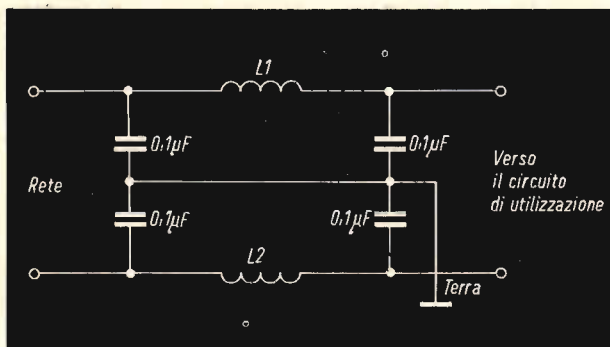 L1
0,1µF
0,1µF
Rete
Verso
il circuito
di utilizzazione
0,1µF
0,1µF
L2
Terra